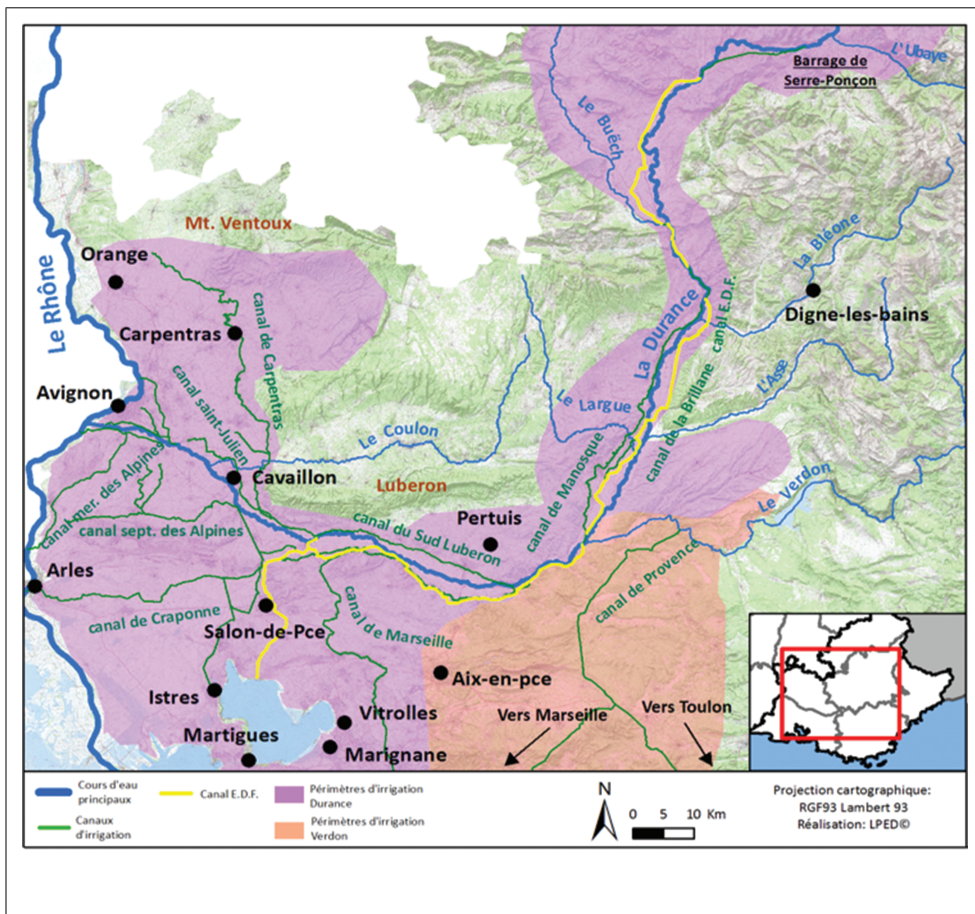 L'Ubaye
Barrage de
Serre-Ponçon
Le Buëch
Mt. Ventoux
Orange
Le Rhône
La Bléone
canal de Carpentras
Carpentras
La Durance
canal E.D.F.
Digne-les-bains
Avignon
canal saint-Julien
L'Asse
Le Largue
canal de la Brillane
Le Coulon
canal mer. des Alpines
Cavaillon
Luberon
canal de Manosque
Le Verdon
canal sept. des Alpines
canal du Sud Luberon
Pertuis
Arles
canal de Provence
canal de Craponne
Salon-de-Pce
canal de Marseille
Aix-en-pce
Istres
Vitrolles
Vers Marseille
Vers Toulon
Martigues
Marignane
Cours d'eau
principaux
Canal E.D.F.
Périmètres d'irrigation
Durance
Canaux
d'irrigation
Périmètres d'irrigation
Verdon
N
0 5 10 Km
Projection cartographique:
RGF93 Lambert 93
Réalisation: LPED©